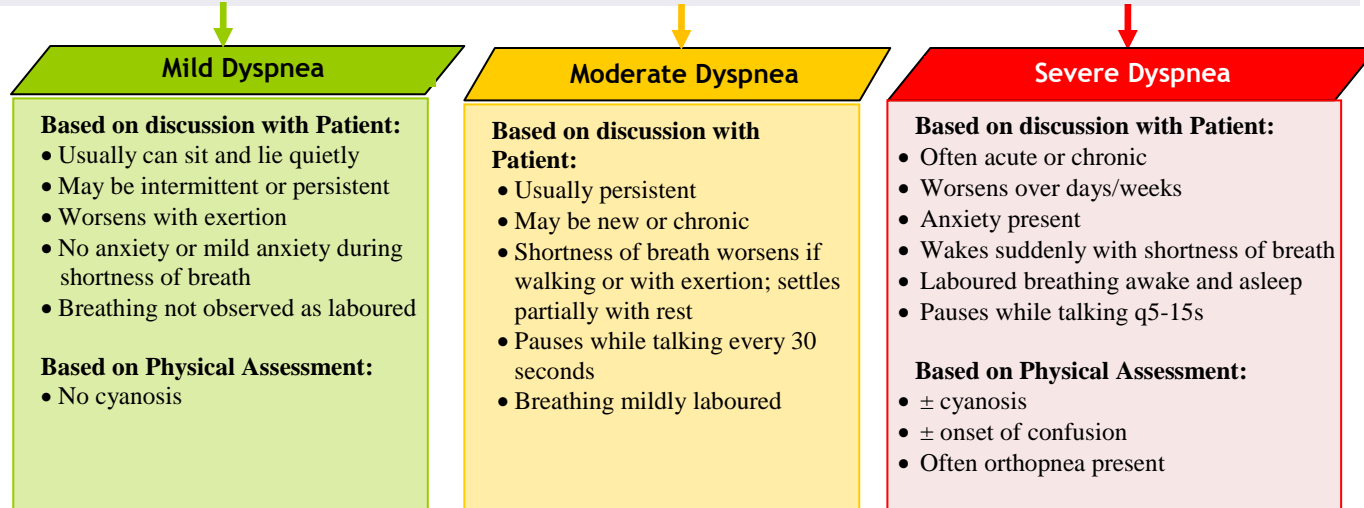 Mild Dyspnea
Based on discussion with Patient:
• Usually can sit and lie quietly
• May be intermittent or persistent
• Worsens with exertion
• No anxiety or mild anxiety during
shortness of breath
• Breathing not observed as laboured
Based on Physical Assessment:
• No cyanosis
Moderate Dyspnea
Based on discussion with
Patient:
• Usually persistent
• May be new or chronic
• Shortness of breath worsens if
walking or with exertion; settles
partially with rest
• Pauses while talking every 30
seconds
• Breathing mildly laboured
Severe Dyspnea
Based on discussion with Patient:
• Often acute or chronic
• Worsens over days/weeks
• Anxiety present
• Wakes suddenly with shortness of breath
• Laboured breathing awake and asleep
• Pauses while talking q5-15s
Based on Physical Assessment:
• ± cyanosis
• ± onset of confusion
• Often orthopnea present